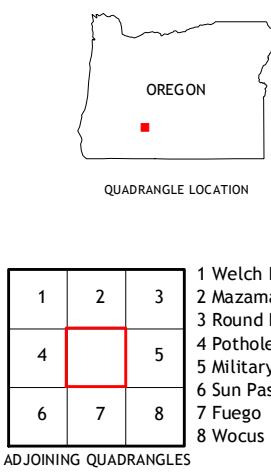 OREGON
QUADRANGLE LOCATION
1 2 3
4 5
6 7 8
ADJOINING QUADRANGLES
1 Welch
2 Mazama
3 Round
4 Pothole
5 Military
6 Sun Pas
7 Fuego
8 Wocus